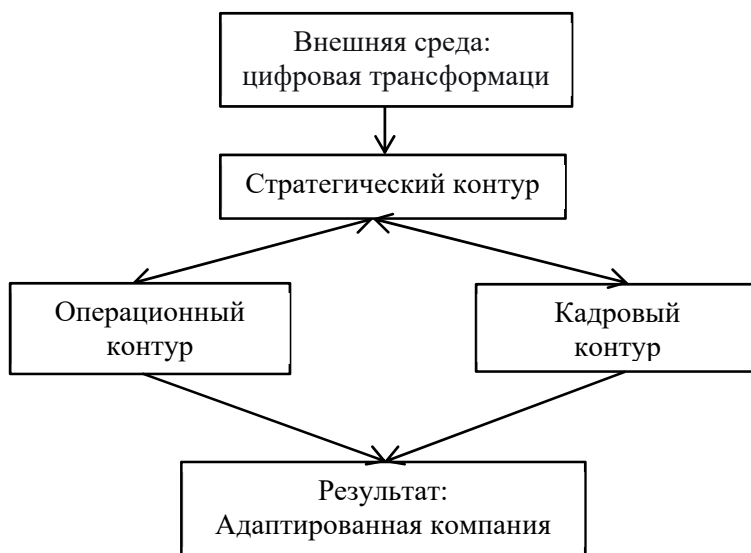 Внешняя среда:
цифровая трансформаци
Стратегический контур
Операционный
контур
Кадровый
контур
Результат:
Адаптированная компания